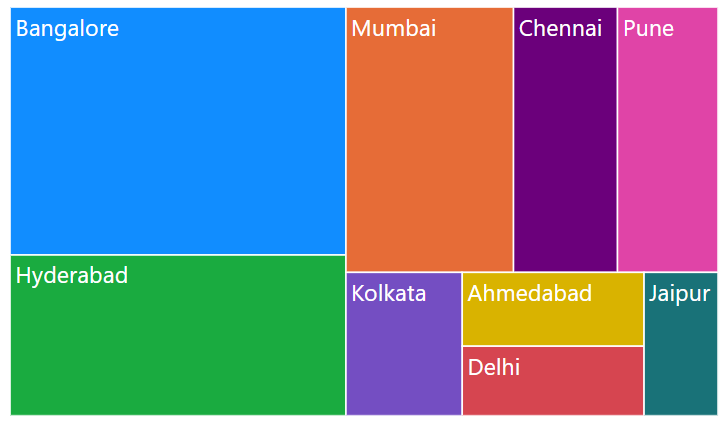 Bangalore
Mumbai
Chennai
Pune
Hyderabad
Kolkata
Ahmedabad
Jaipur
Delhi